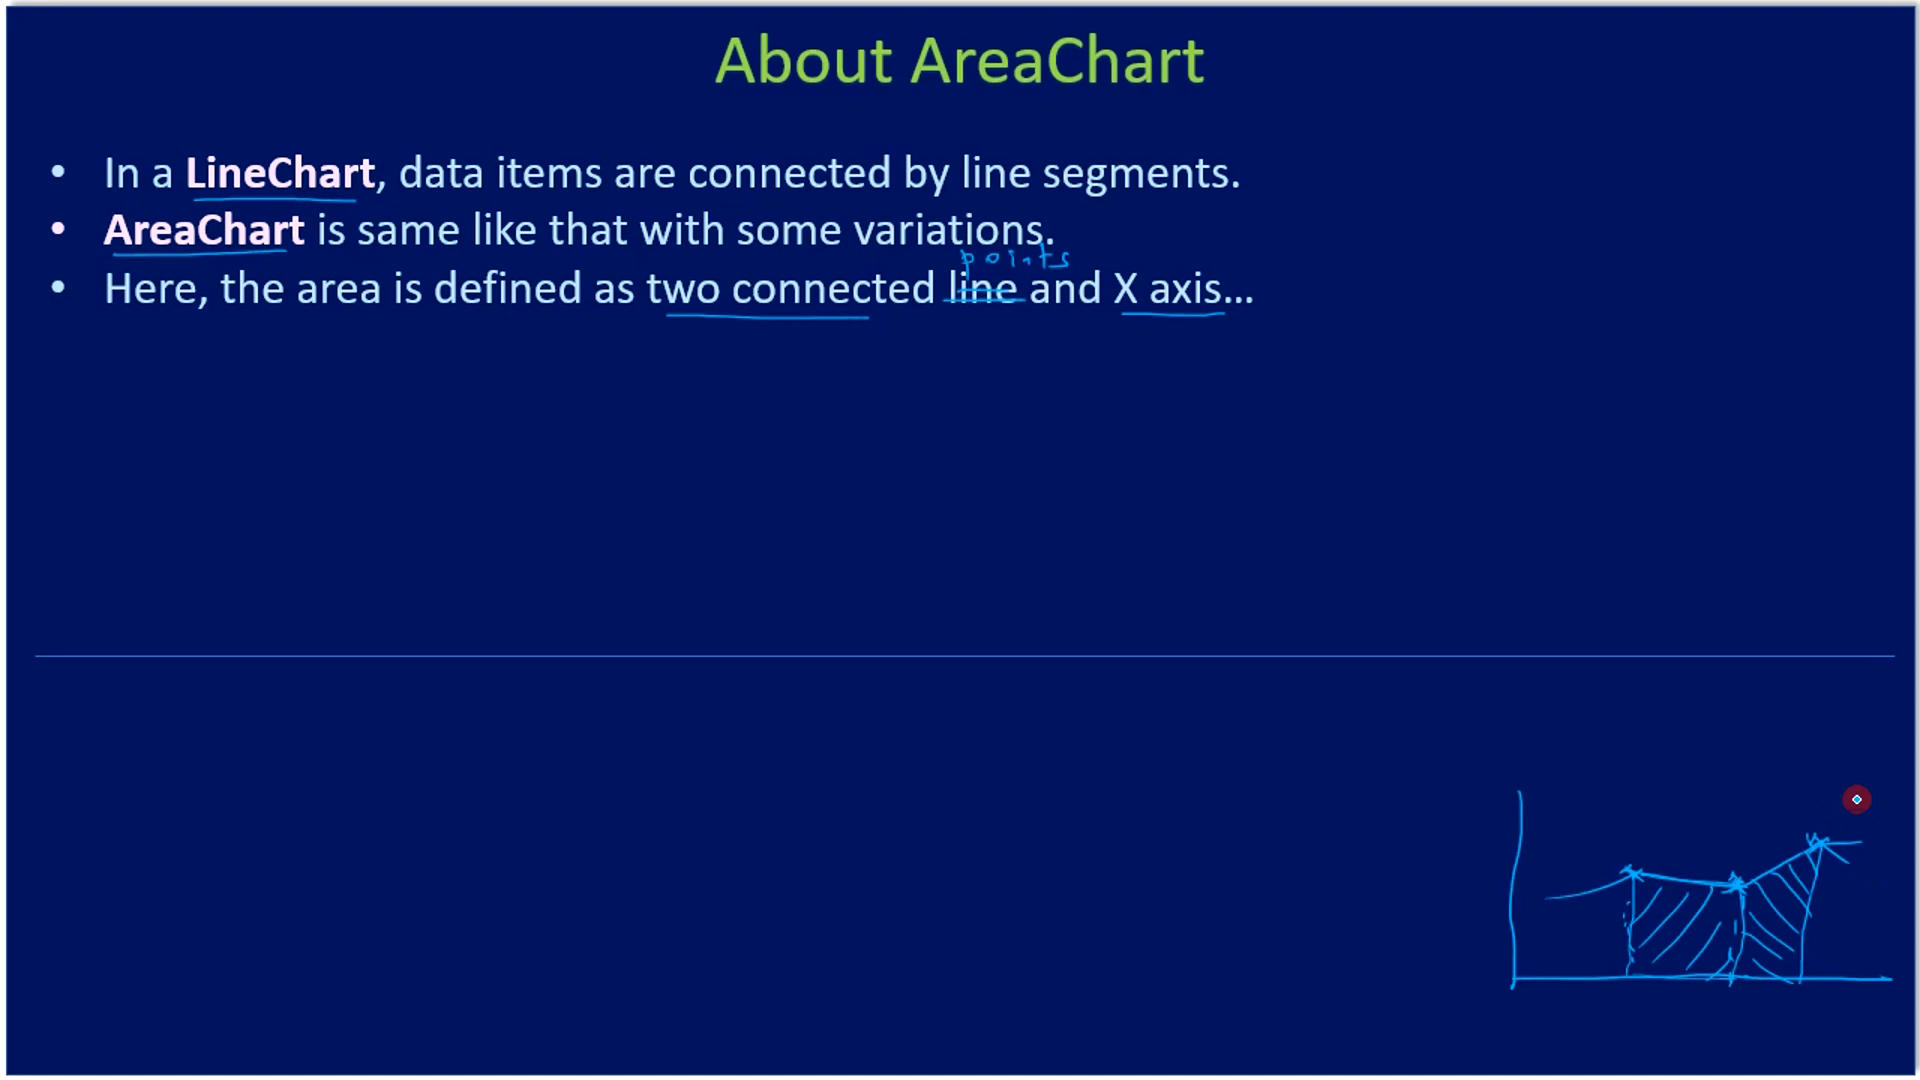 About AreaChart
• In a LineChart, data items are connected by line segments.
• AreaChart is same like that with some variations.
points
• Here, the area is defined as two connected line and X axis...